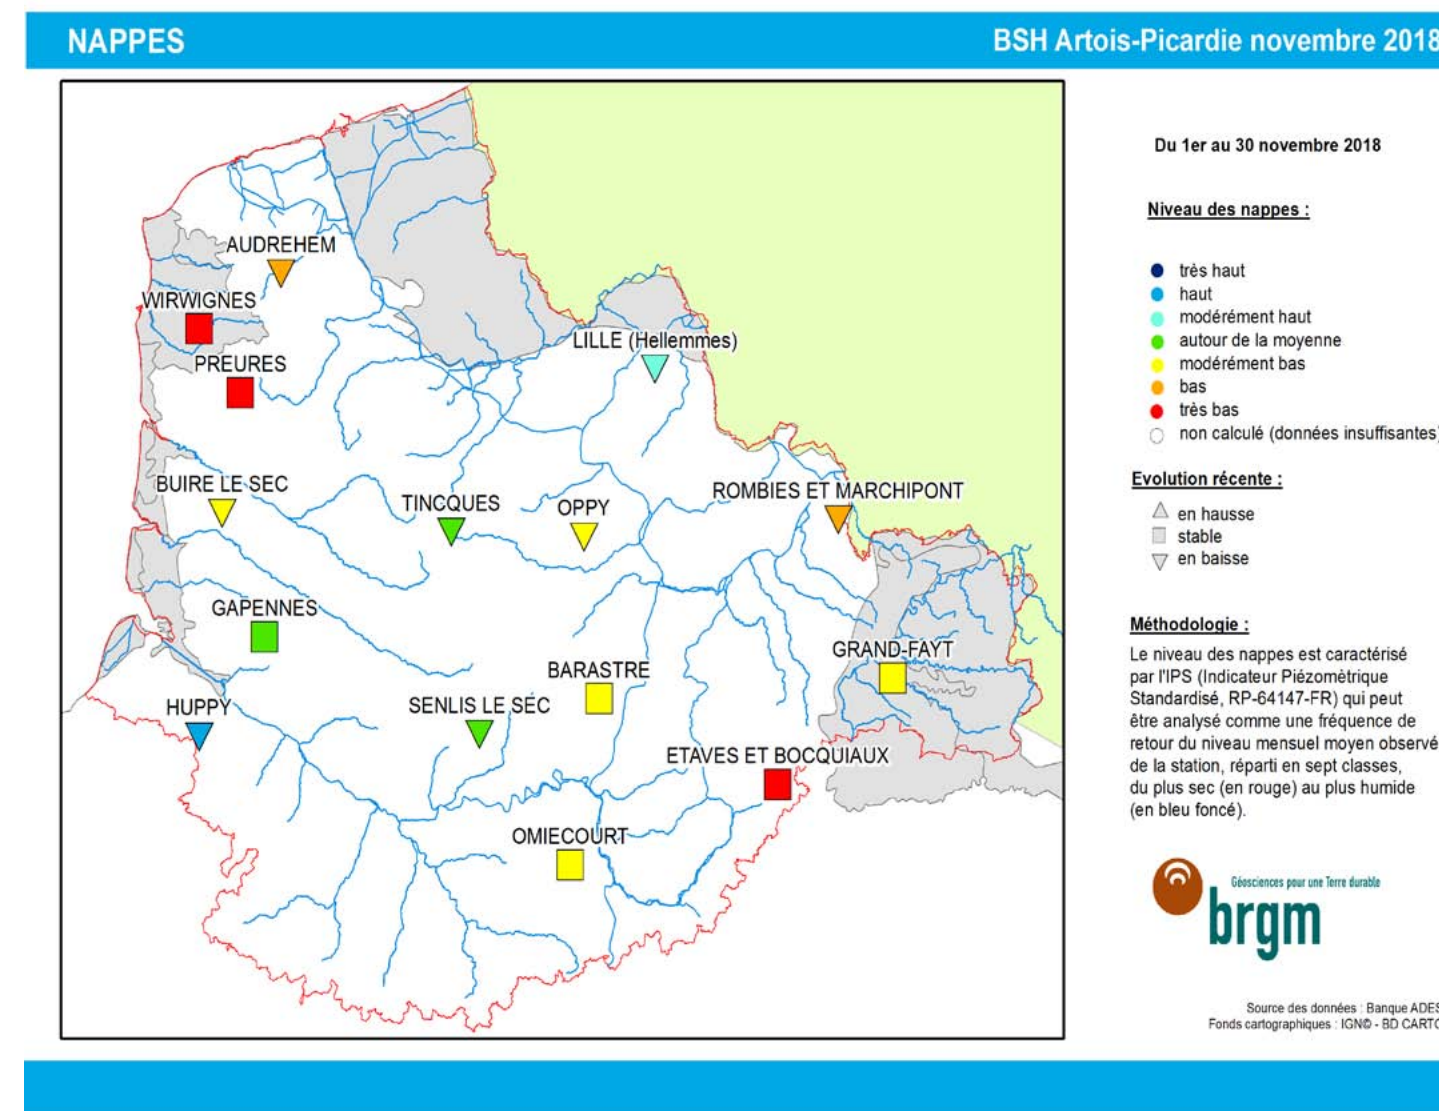 NAPPES
BSH Artois-Picardie novembre 2018
Du 1er au 30 novembre 2018
Niveau des nappes :
très haut
haut
modérément haut
autour de la moyenne
modérément bas
bas
très bas
non calculé (données insuffisantes)
Evolution récente :
en hausse
stable
en baisse
Méthodologie :
Le niveau des nappes est caractérisé
par l'IPS (Indicateur Piézomètrique
Standardisé, RP-64147-FR) qui peut
être analysé comme une fréquence de
retour du niveau mensuel moyen observé
de la station, réparti en sept classes,
du plus sec (en rouge) au plus humide
(en bleu foncé).
Géosciences pour une Terre durable
brgm
Source des données : Banque ADES
Fonds cartographiques : IGN© - BD CARTO
AUDREHEM
WIRWIGNES
LILLE (Hellemmes)
PREURES
BUIRE LE SEC
TINCQUES
OPPY
ROMBIES ET MARCHIPONT
GAPENNES
GRAND-FAYT
BARASTRE
HUPPY
SENLIS LE SEC
ETAVES ET BOCQUIAUX
OMIECOURT